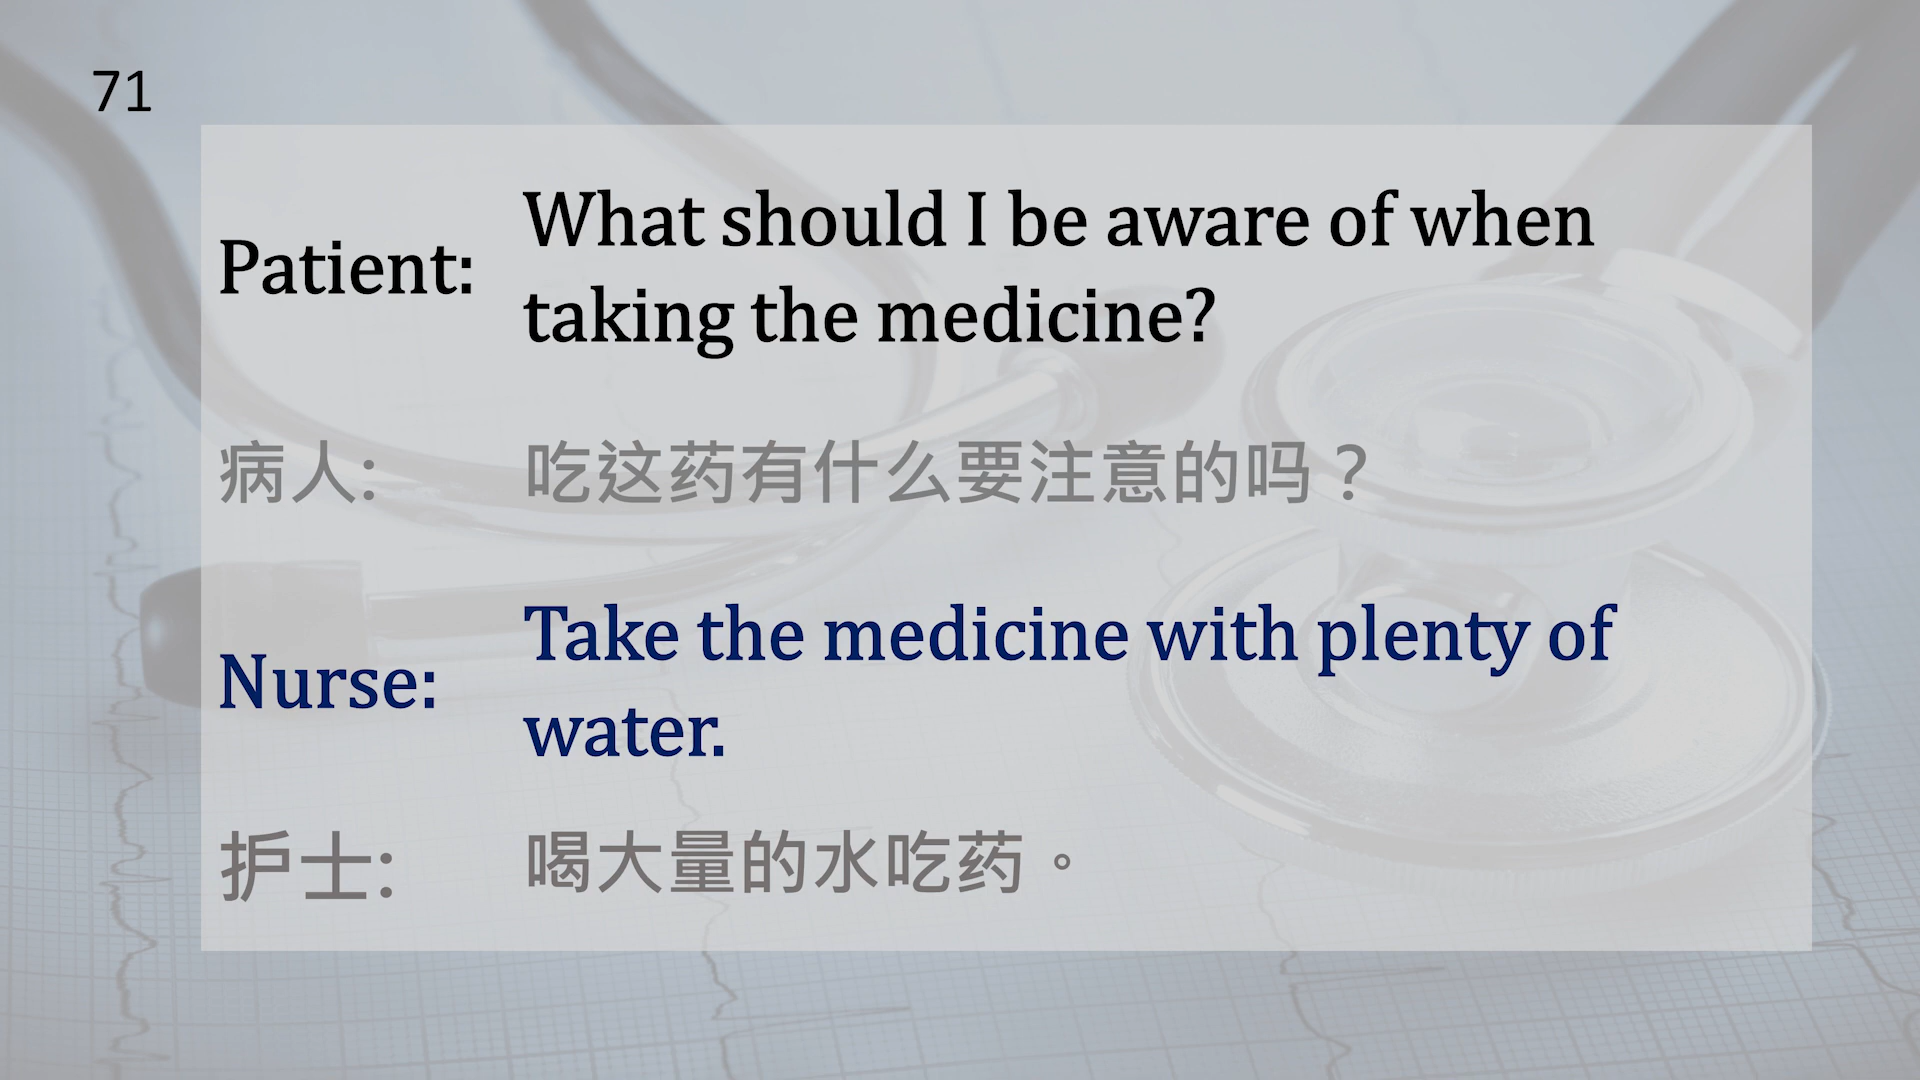 71
Patient: What should I be aware of when
taking the medicine?
病人: 吃这药有什么要注意的吗？
Nurse: Take the medicine with plenty of
water.
护士: 喝大量的水吃药。